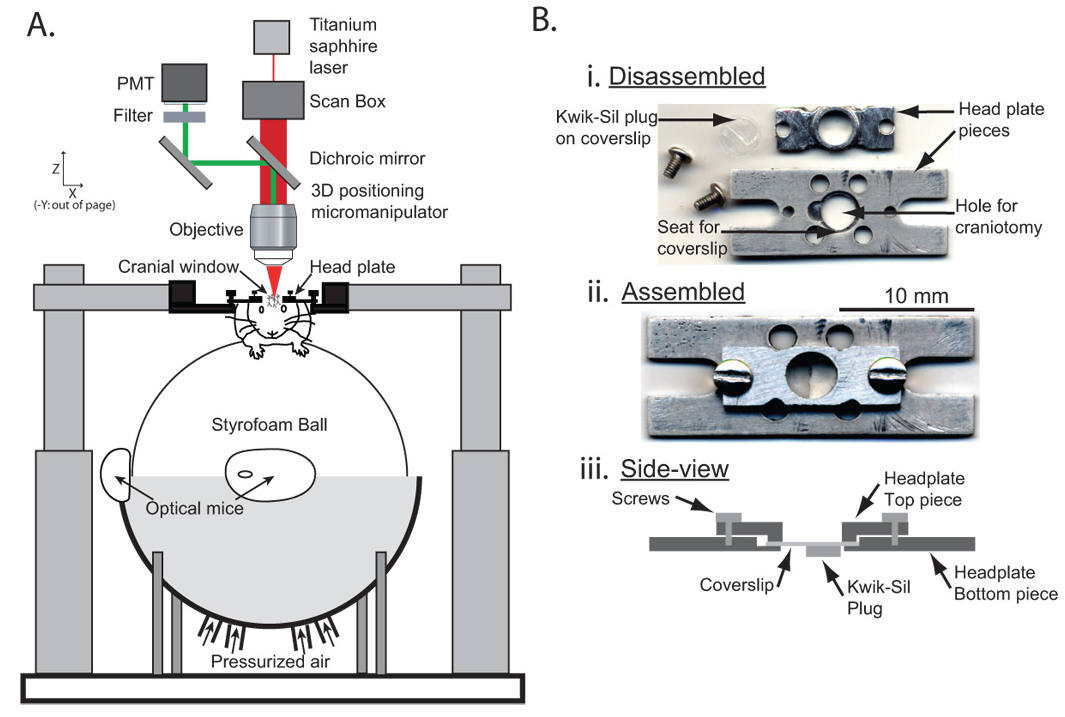 A.
Titanium
saphhire
laser
PMT
Filter
Scan Box
Dichroic mirror
Z
X
(-Y: out of page)
3D positioning
micromanipulator
Objective
Cranial window
Head plate
Styrofoam Ball
Optical mice
Pressurized air
B.
i. Disassembled
Kwik-Sil plug
on coverslip
Head plate
pieces
Seat for
coverslip
Hole for
craniotomy
ii. Assembled
10 mm
iii. Side-view
Screws
Headplate
Top piece
Coverslip
Kwik-Sil
Plug
Headplate
Bottom piece